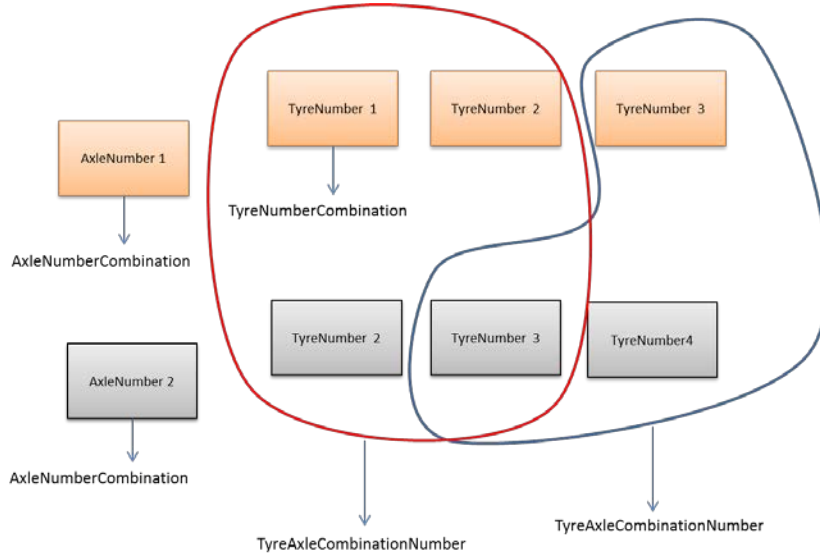 TyreNumber 1
TyreNumber 2
TyreNumber 3
AxleNumber 1
TyreNumberCombination
AxleNumberCombination
TyreNumber 2
TyreNumber 3
TyreNumber4
AxleNumber 2
AxleNumberCombination
TyreAxleCombinationNumber
TyreAxleCombinationNumber